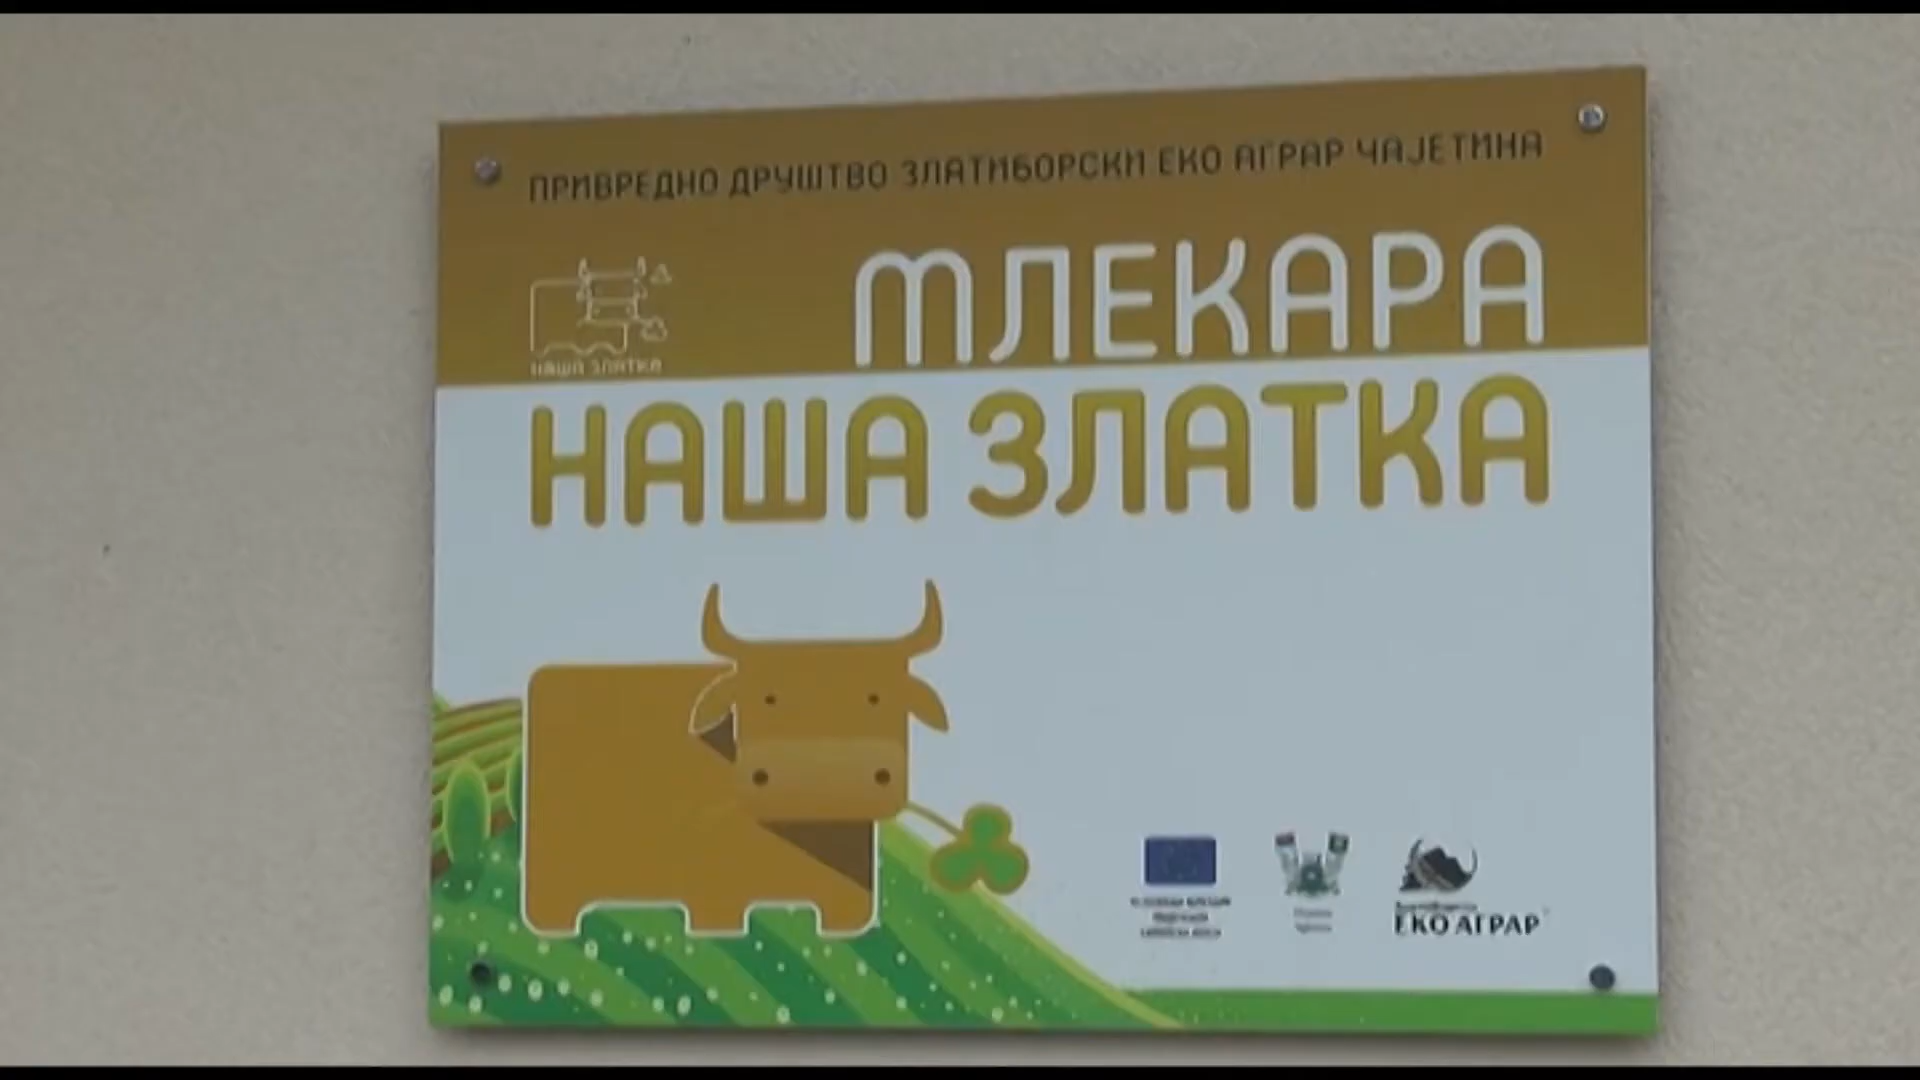 ПРИВРЕДНО ДРУШТВО ЗЛАТИБОРСКИ ЕКО АГРАР ЧАЈЕТИНА
МЛЕКАРА
НАША ЗЛАТКА
НАША ЗЛАТКА
ЕКО АГРАР